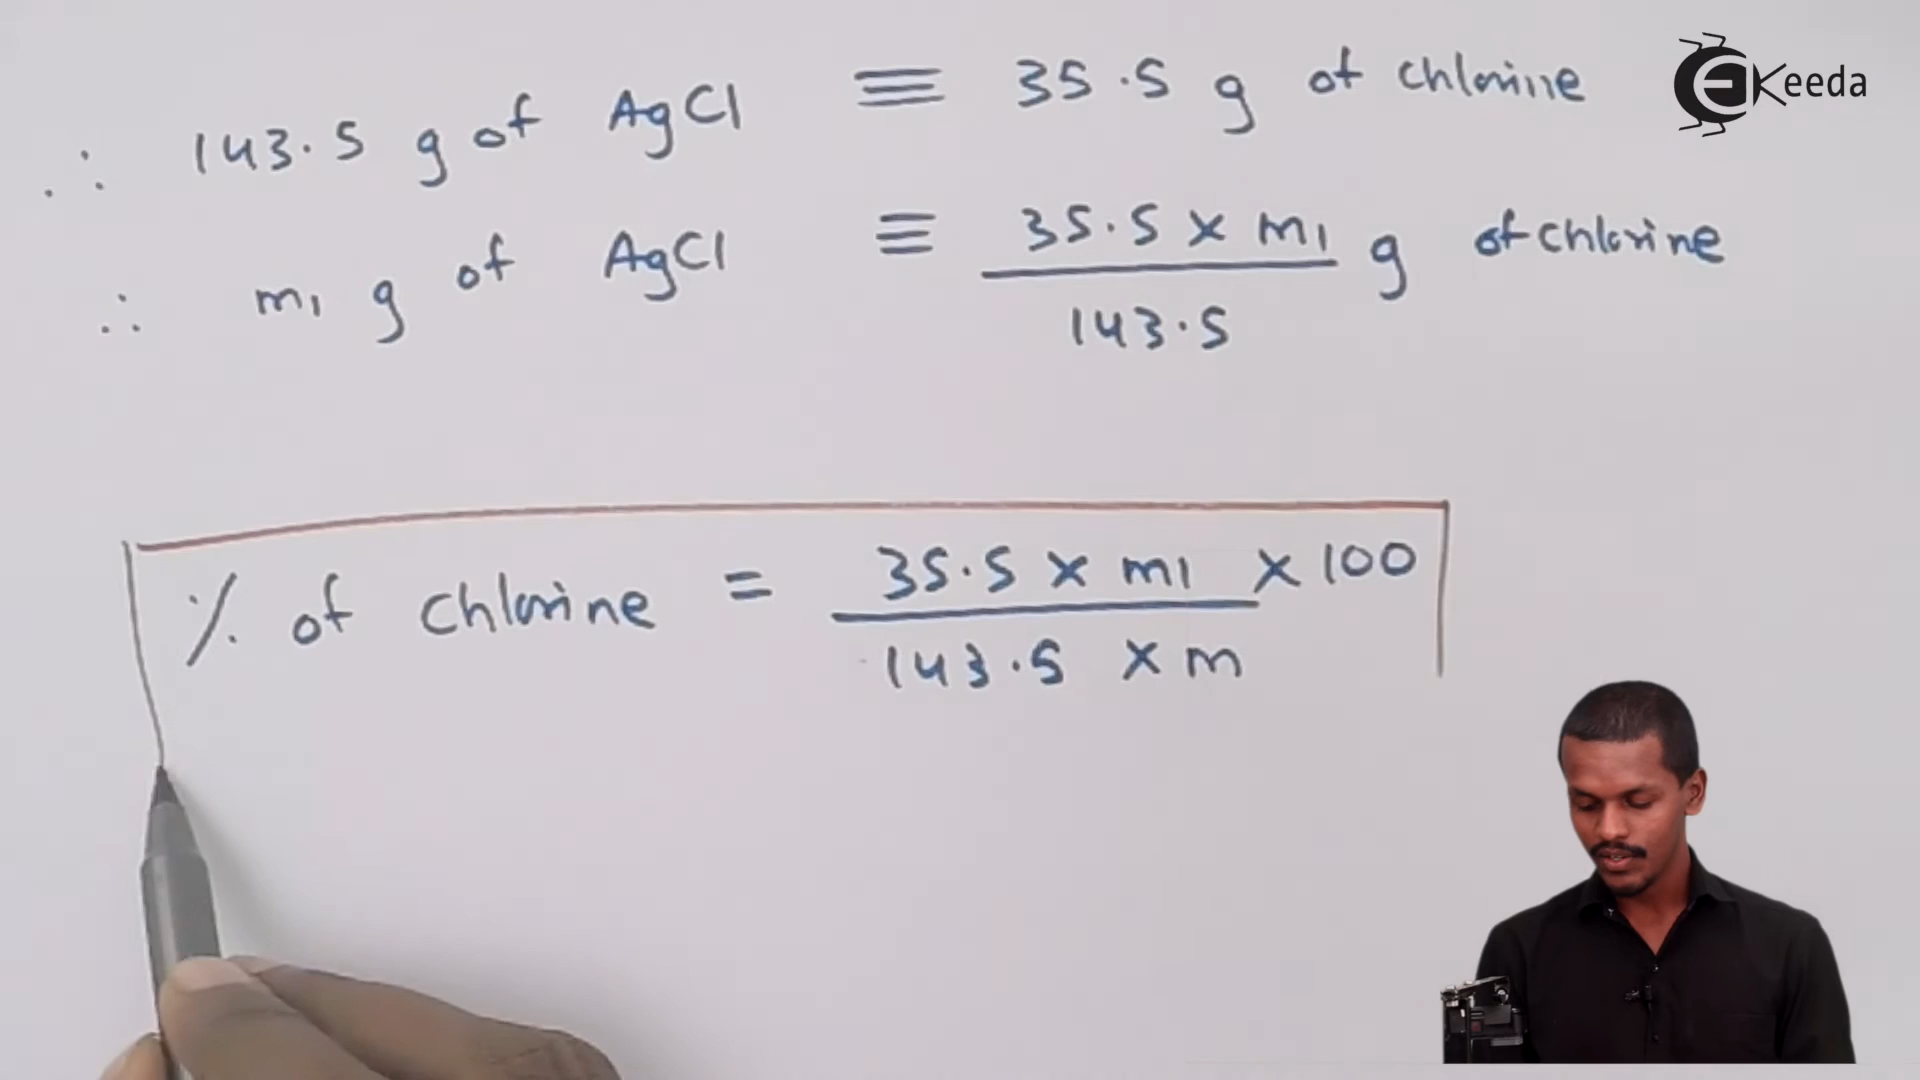 ∴ 143.5 g of AgCl ≡ 35.5 g of chlorine
∴ m1 g of AgCl ≡ 35.5 x m1 / 143.5 g of chlorine
% of chlorine = 35.5 x m1 x 100 / 143.5 x m
EKeeda